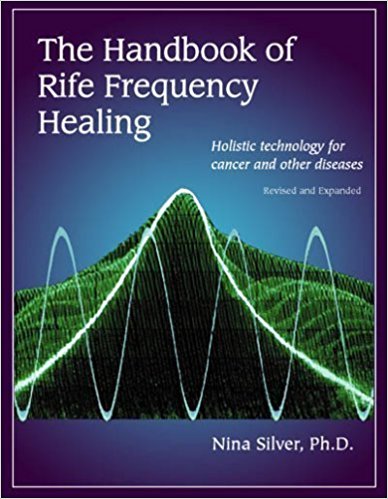 The Handbook of
Rife Frequency
Healing
Holistic technology for
cancer and other diseases
Revised and Expanded
Nina Silver, Ph.D.